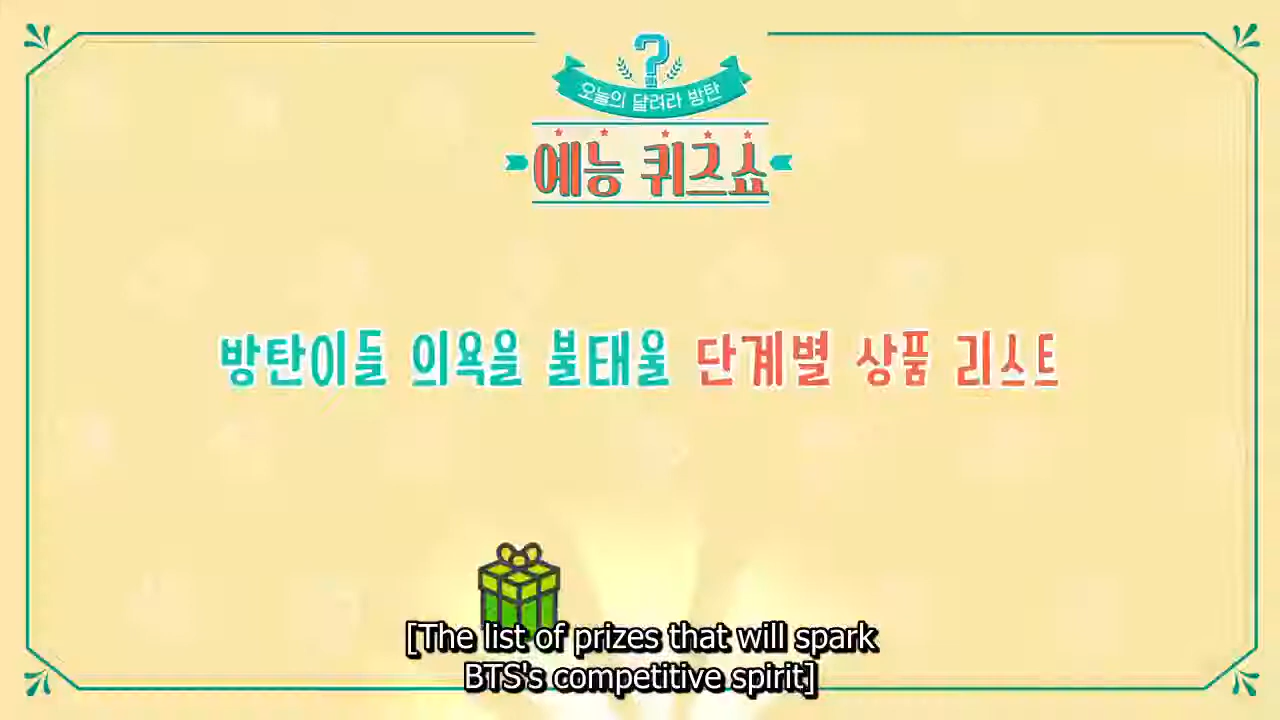 ?
오늘의 달려라 방탄
예능 퀴즈쇼
방탄이들 의욕을 불태울 단계별 상품 리스트
[The list of prizes that will spark
BTS's competitive spirit]